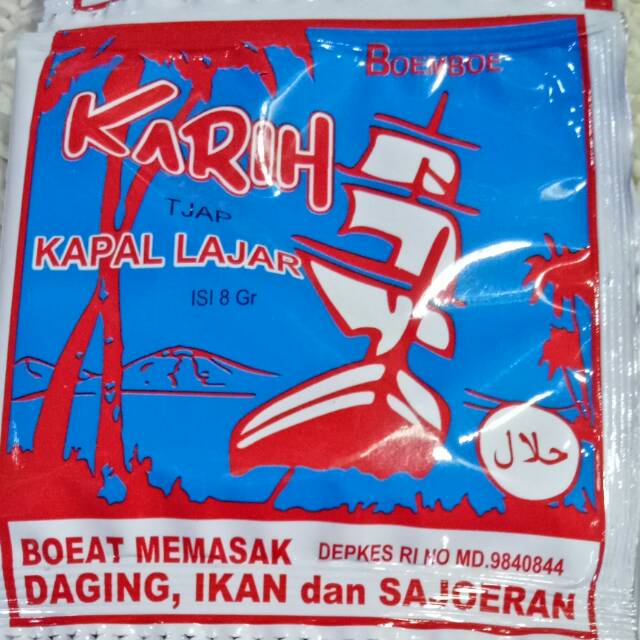 BOEMBOE
KARIH
TJAP
KAPAL LAJAR
ISI 8 Gr
حلال
BOEAT MEMASAK
DEPKES RI NO MD.9840844
DAGING, IKAN dan SAJOERAN